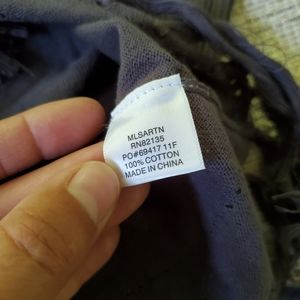 MLSARTN
RN82135
PO#69417 11F
100% COTTON
MADE IN CHINA